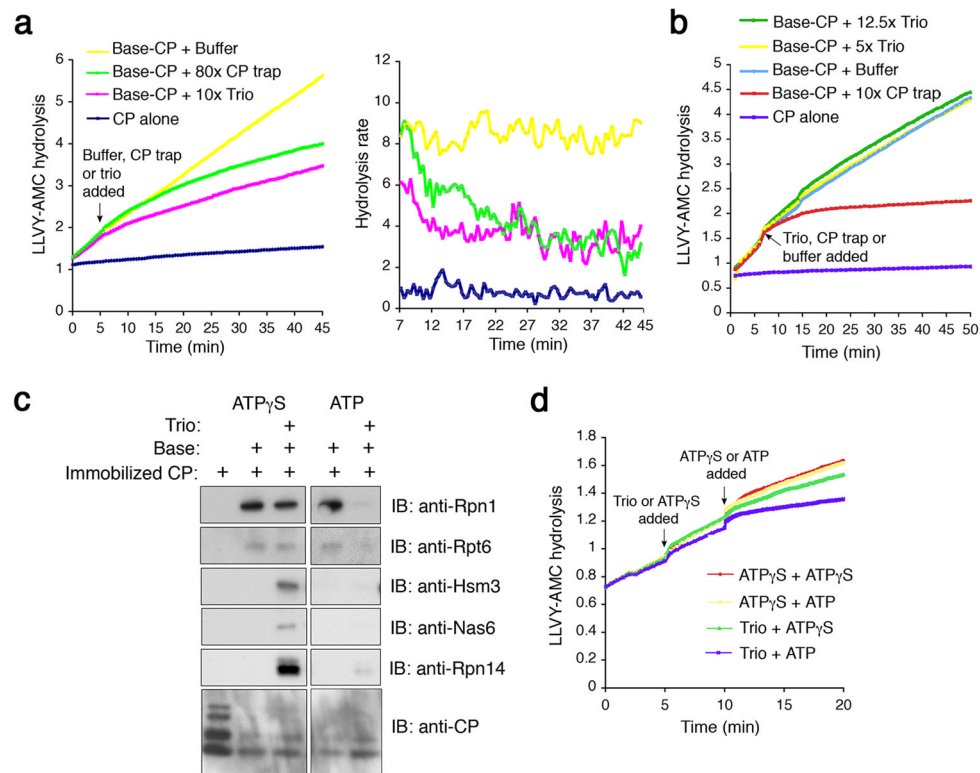 a
Base-CP + Buffer
Base-CP + 80x CP trap
Base-CP + 10x Trio
CP alone
Buffer, CP trap
or trio
added
LLVY-AMC hydrolysis
6
5
4
3
2
1
0
0 5 10 15 20 25 30 35 40 45
Time (min)
Hydrolysis rate
12
10
8
6
4
2
0
7 12 17 22 27 32 37 42 45
Time (min)
b
Base-CP + 12.5x Trio
Base-CP + 5x Trio
Base-CP + Buffer
Base-CP + 10x CP trap
CP alone
LLVY-AMC hydrolysis
5
4.5
4
3.5
3
2.5
2
1.5
1
0.5
0
Trio, CP trap or
buffer added
0 5 10 15 20 25 30 35 40 45 50
Time (min)
c
ATPγS ATP
Trio: + +
Base: + + + +
Immobilized CP: + + + + +
IB: anti-Rpn1
IB: anti-Rpt6
IB: anti-Hsm3
IB: anti-Nas6
IB: anti-Rpn14
IB: anti-CP
d
LLVY-AMC hydrolysis
1.8
1.6
1.4
1.2
1
0.8
0.6
0.4
0.2
0
ATPγS or ATP
added
Trio or ATPγS
added
ATPγS + ATPγS
ATPγS + ATP
Trio + ATPγS
Trio + ATP
0 5 10 15 20
Time (min)